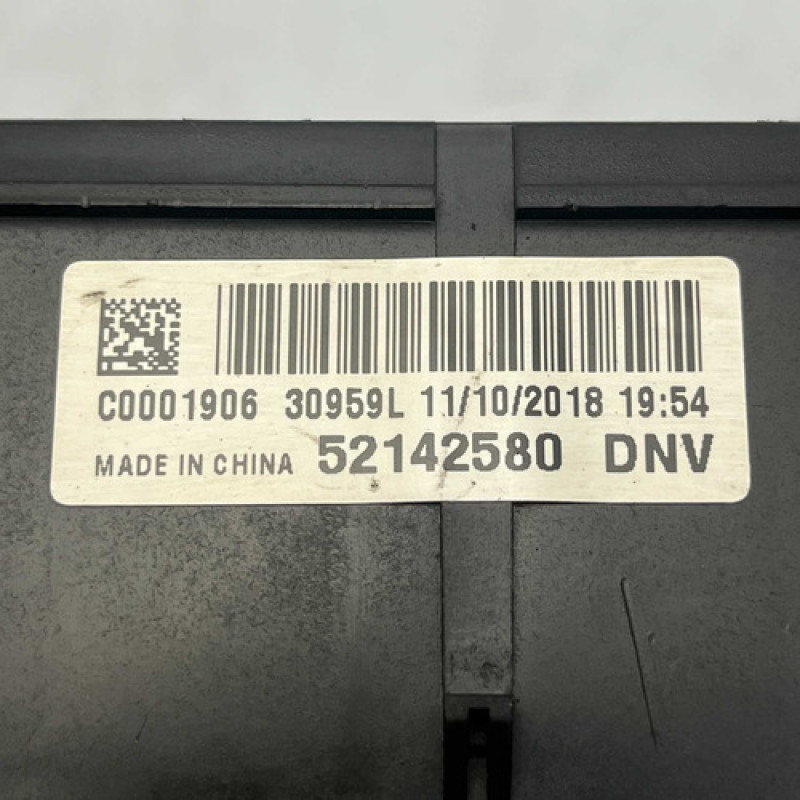 C0001906 30959L 11/10/2018 19:54
MADE IN CHINA 52142580 DNV